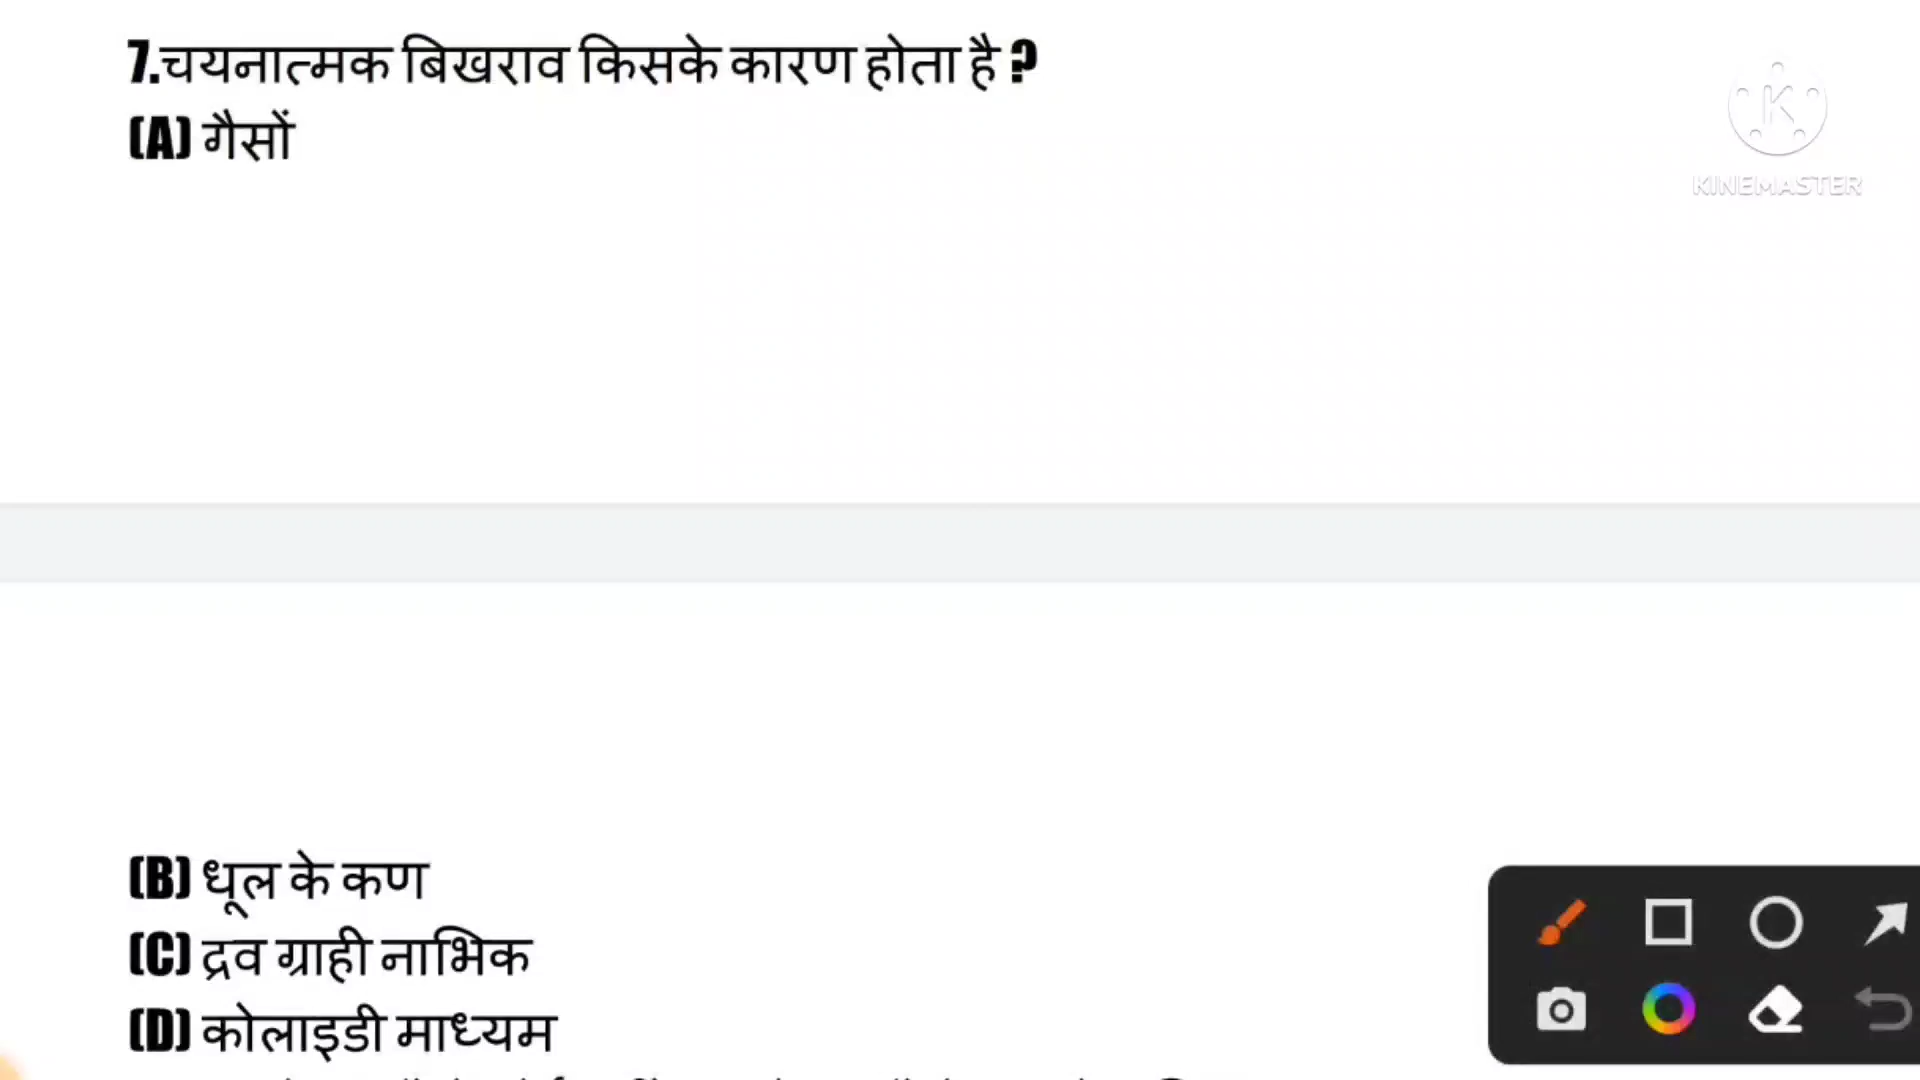 7.चयनात्मक बिखराव किसके कारण होता है ?
(A) गैसों
KINEMASTER
(B) धूल के कण
(C) द्रव ग्राही नाभिक
(D) कोलाइडी माध्यम